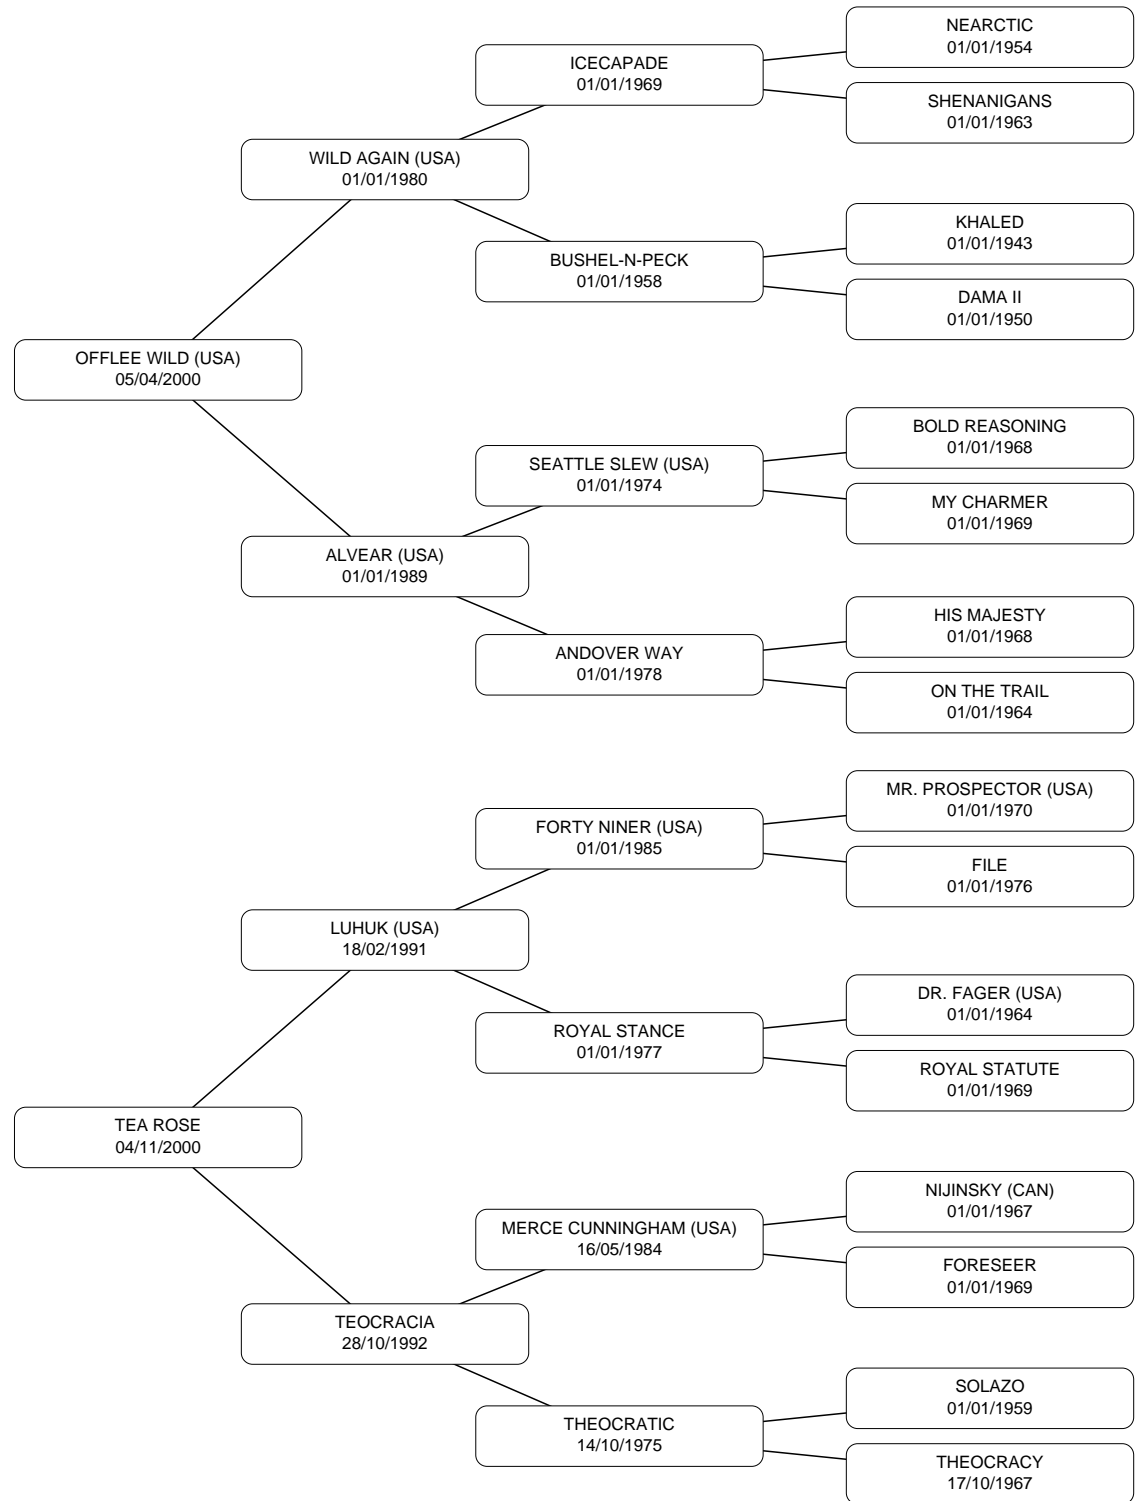 NEARCTIC
01/01/1954
ICECAPADE
01/01/1969
SHENANIGANS
01/01/1963
WILD AGAIN (USA)
01/01/1980
KHALED
01/01/1943
BUSHEL-N-PECK
01/01/1958
DAMA II
01/01/1950
OFFLEE WILD (USA)
05/04/2000
BOLD REASONING
01/01/1968
SEATTLE SLEW (USA)
01/01/1974
MY CHARMER
01/01/1969
ALVEAR (USA)
01/01/1989
HIS MAJESTY
01/01/1968
ANDOVER WAY
01/01/1978
ON THE TRAIL
01/01/1964
MR. PROSPECTOR (USA)
01/01/1970
FORTY NINER (USA)
01/01/1985
FILE
01/01/1976
LUHUK (USA)
18/02/1991
DR. FAGER (USA)
01/01/1964
ROYAL STANCE
01/01/1977
ROYAL STATUTE
01/01/1969
TEA ROSE
04/11/2000
NIJINSKY (CAN)
01/01/1967
MERCE CUNNINGHAM (USA)
16/05/1984
FORESEER
01/01/1969
TEOCRACIA
28/10/1992
SOLAZO
01/01/1959
THEOCRATIC
14/10/1975
THEOCRACY
17/10/1967